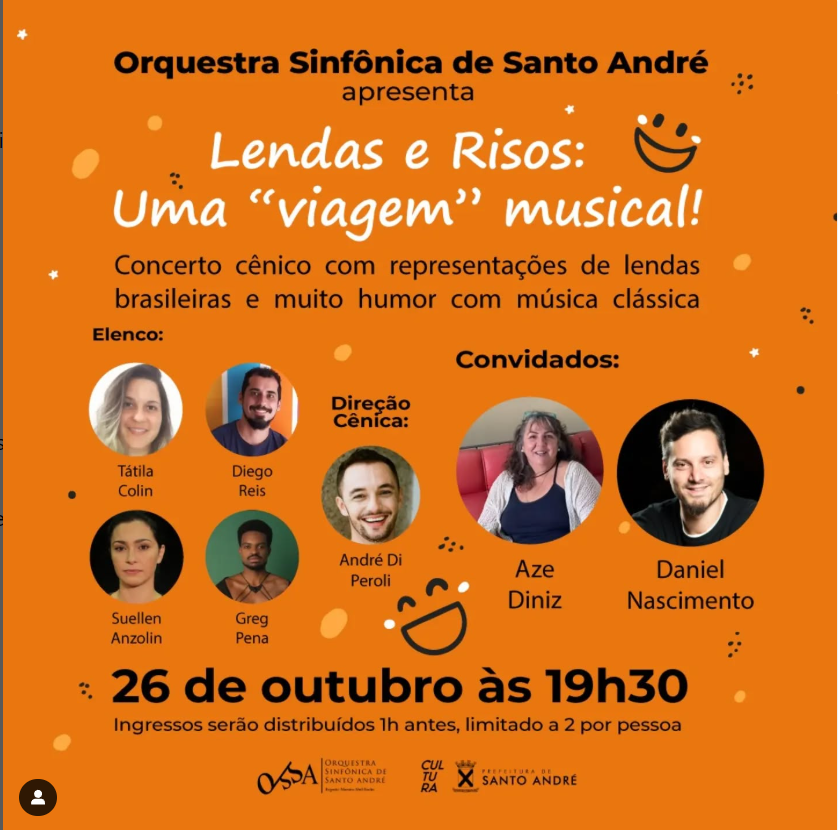 Orquestra Sinfônica de Santo André
apresenta
Lendas e Risos:
Uma “viagem” musical!
Concerto cênico com representações de lendas
brasileiras e muito humor com música clássica
Elenco:
Tátila
Colin
Diego
Reis
Suellen
Anzolin
Greg
Pena
Direção
Cênica:
André Di
Peroli
Convidados:
Aze
Diniz
Daniel
Nascimento
26 de outubro às 19h30
Ingressos serão distribuídos 1h antes, limitado a 2 por pessoa
OSSA
ORQUESTRA
SINFÔNICA DE
SANTO ANDRÉ
CUL
TU
RA
PREFEITURA DE
SANTO ANDRÉ